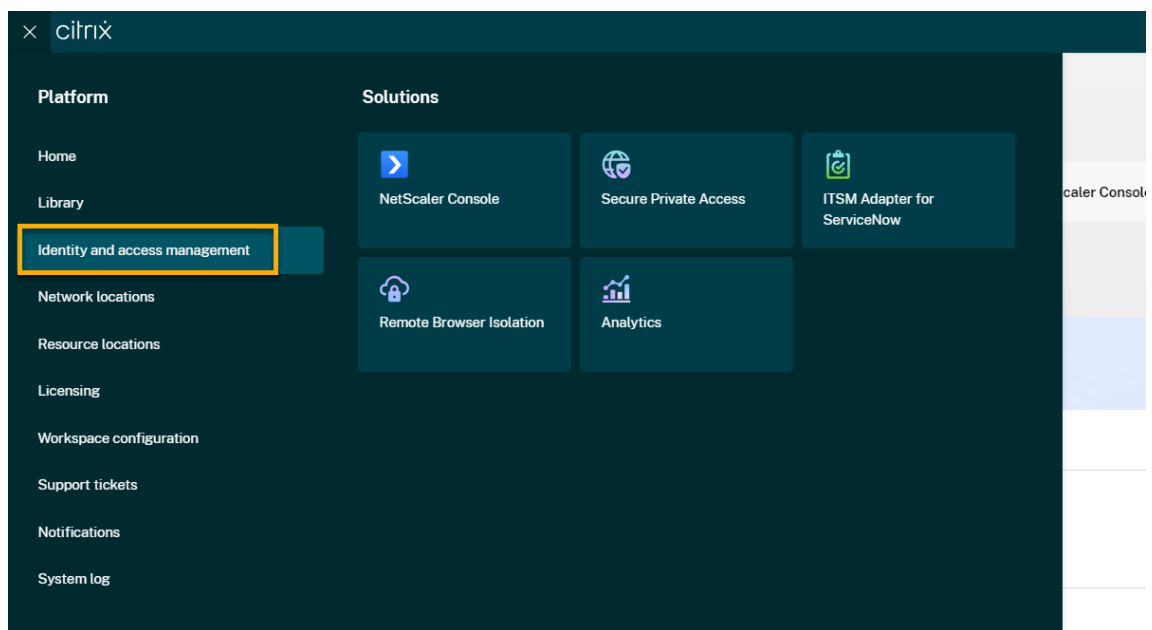 citrix
Platform
Home
Library
Identity and access management
Network locations
Resource locations
Licensing
Workspace configuration
Support tickets
Notifications
System log
Solutions
NetScaler Console
Secure Private Access
ITSM Adapter for
ServiceNow
Remote Browser Isolation
Analytics